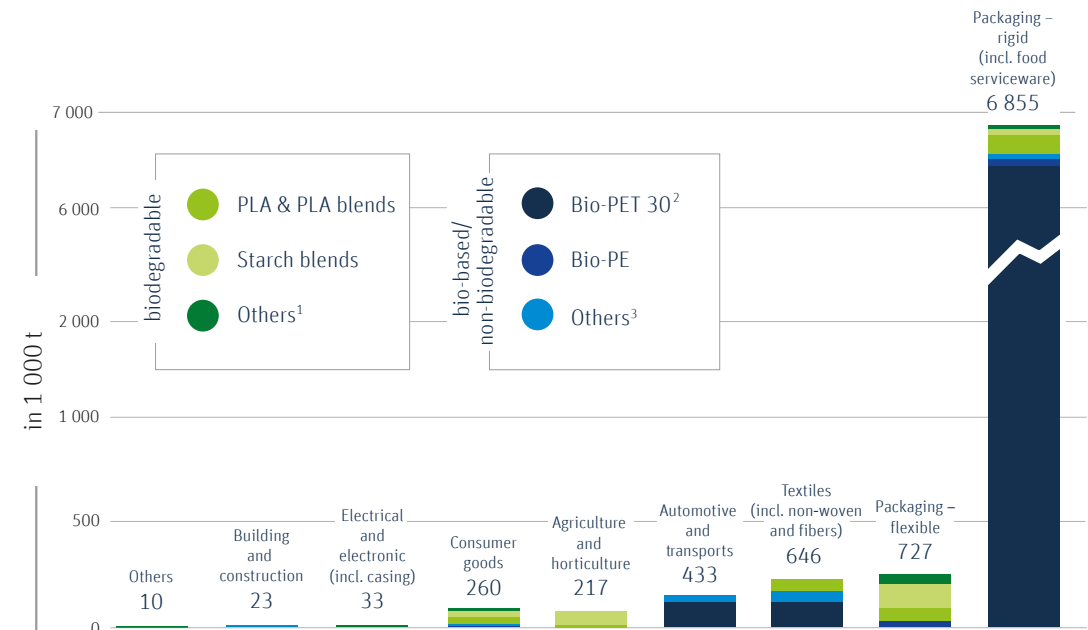 Packaging –
rigid
(incl. food
serviceware)
6 855
7 000
6 000
2 000
1 000
500
0
in 1 000 t
biodegradable
PLA & PLA blends
Starch blends
Others¹
bio-based/
non-biodegradable
Bio-PET 30²
Bio-PE
Others³
Others
10
Building
and
construction
23
Electrical
and
electronic
(incl. casing)
33
Consumer
goods
260
Agriculture
and
horticulture
217
Automotive
and
transports
433
Textiles
(incl. non-woven
and fibers)
646
Packaging –
flexible
727